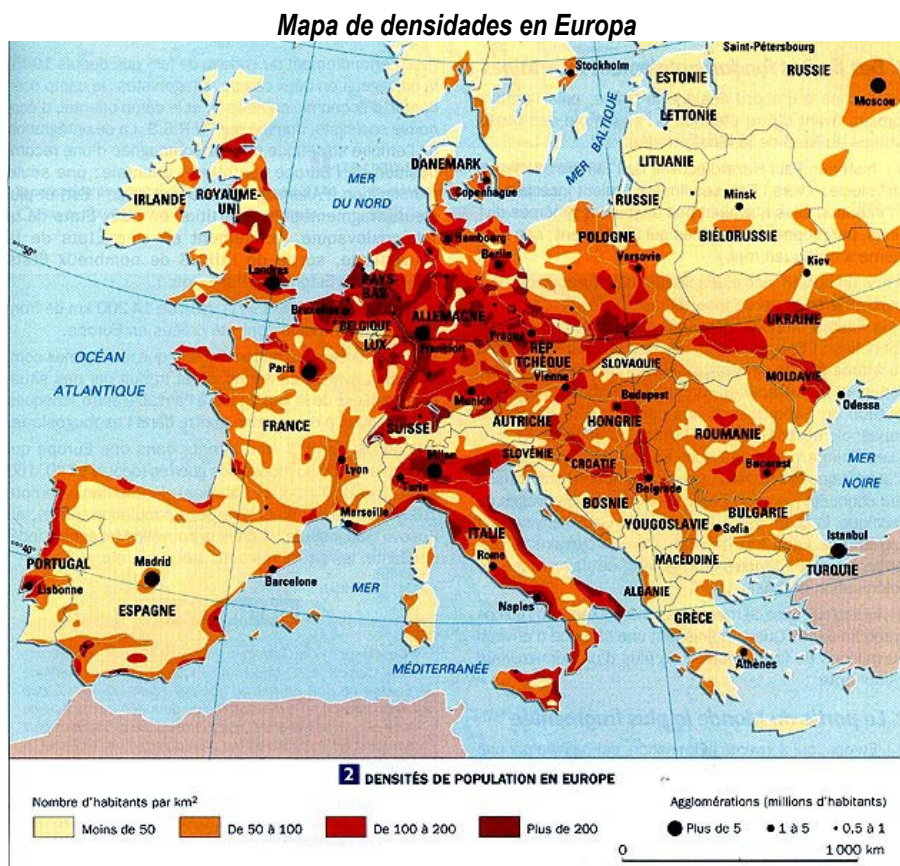 Mapa de densidades en Europa
Saint-Pétersbourg
RUSSIE
Stockholm
ESTONIE
Moscou
LETTONIE
MER BALTIQUE
LITUANIE
MER
DU NORD
DANEMARK
Copenhague
RUSSIE
Minsk
BIÉLORUSSIE
IRLANDE
ROYAUME-
UNI
Hambourg
Berlin
POLOGNE
Varsovie
Kiev
Londres
PAYS-
BAS
Bruxelles
BELGIQUE
LUX.
ALLEMAGNE
Francfort
Prague
RÉP.
TCHÈQUE
UKRAINE
SLOVAQUIE
OCÉAN
ATLANTIQUE
Paris
Vienne
Munich
Budapest
MOLDAVIE
Odessa
FRANCE
SUISSE
AUTRICHE
HONGRIE
ROUMANIE
SLOVÉNIE
Milan
Lyon
Turin
CROATIE
Belgrade
Bucarest
MER
NOIRE
BOSNIE
BULGARIE
Marseille
YOUGOSLAVIE
Sofia
ITALIE
Istanbul
PORTUGAL
Madrid
Rome
MACÉDOINE
TURQUIE
Lisbonne
Barcelone
MER
ALBANIE
ESPAGNE
Naples
GRÈCE
MÉDITERRANÉE
Athènes
2 DENSITÉS DE POPULATION EN EUROPE
Nombre d'habitants par km²
Agglomérations (millions d'habitants)
Moins de 50
De 50 à 100
De 100 à 200
Plus de 200
Plus de 5
1 à 5
0,5 à 1
0
1 000 km